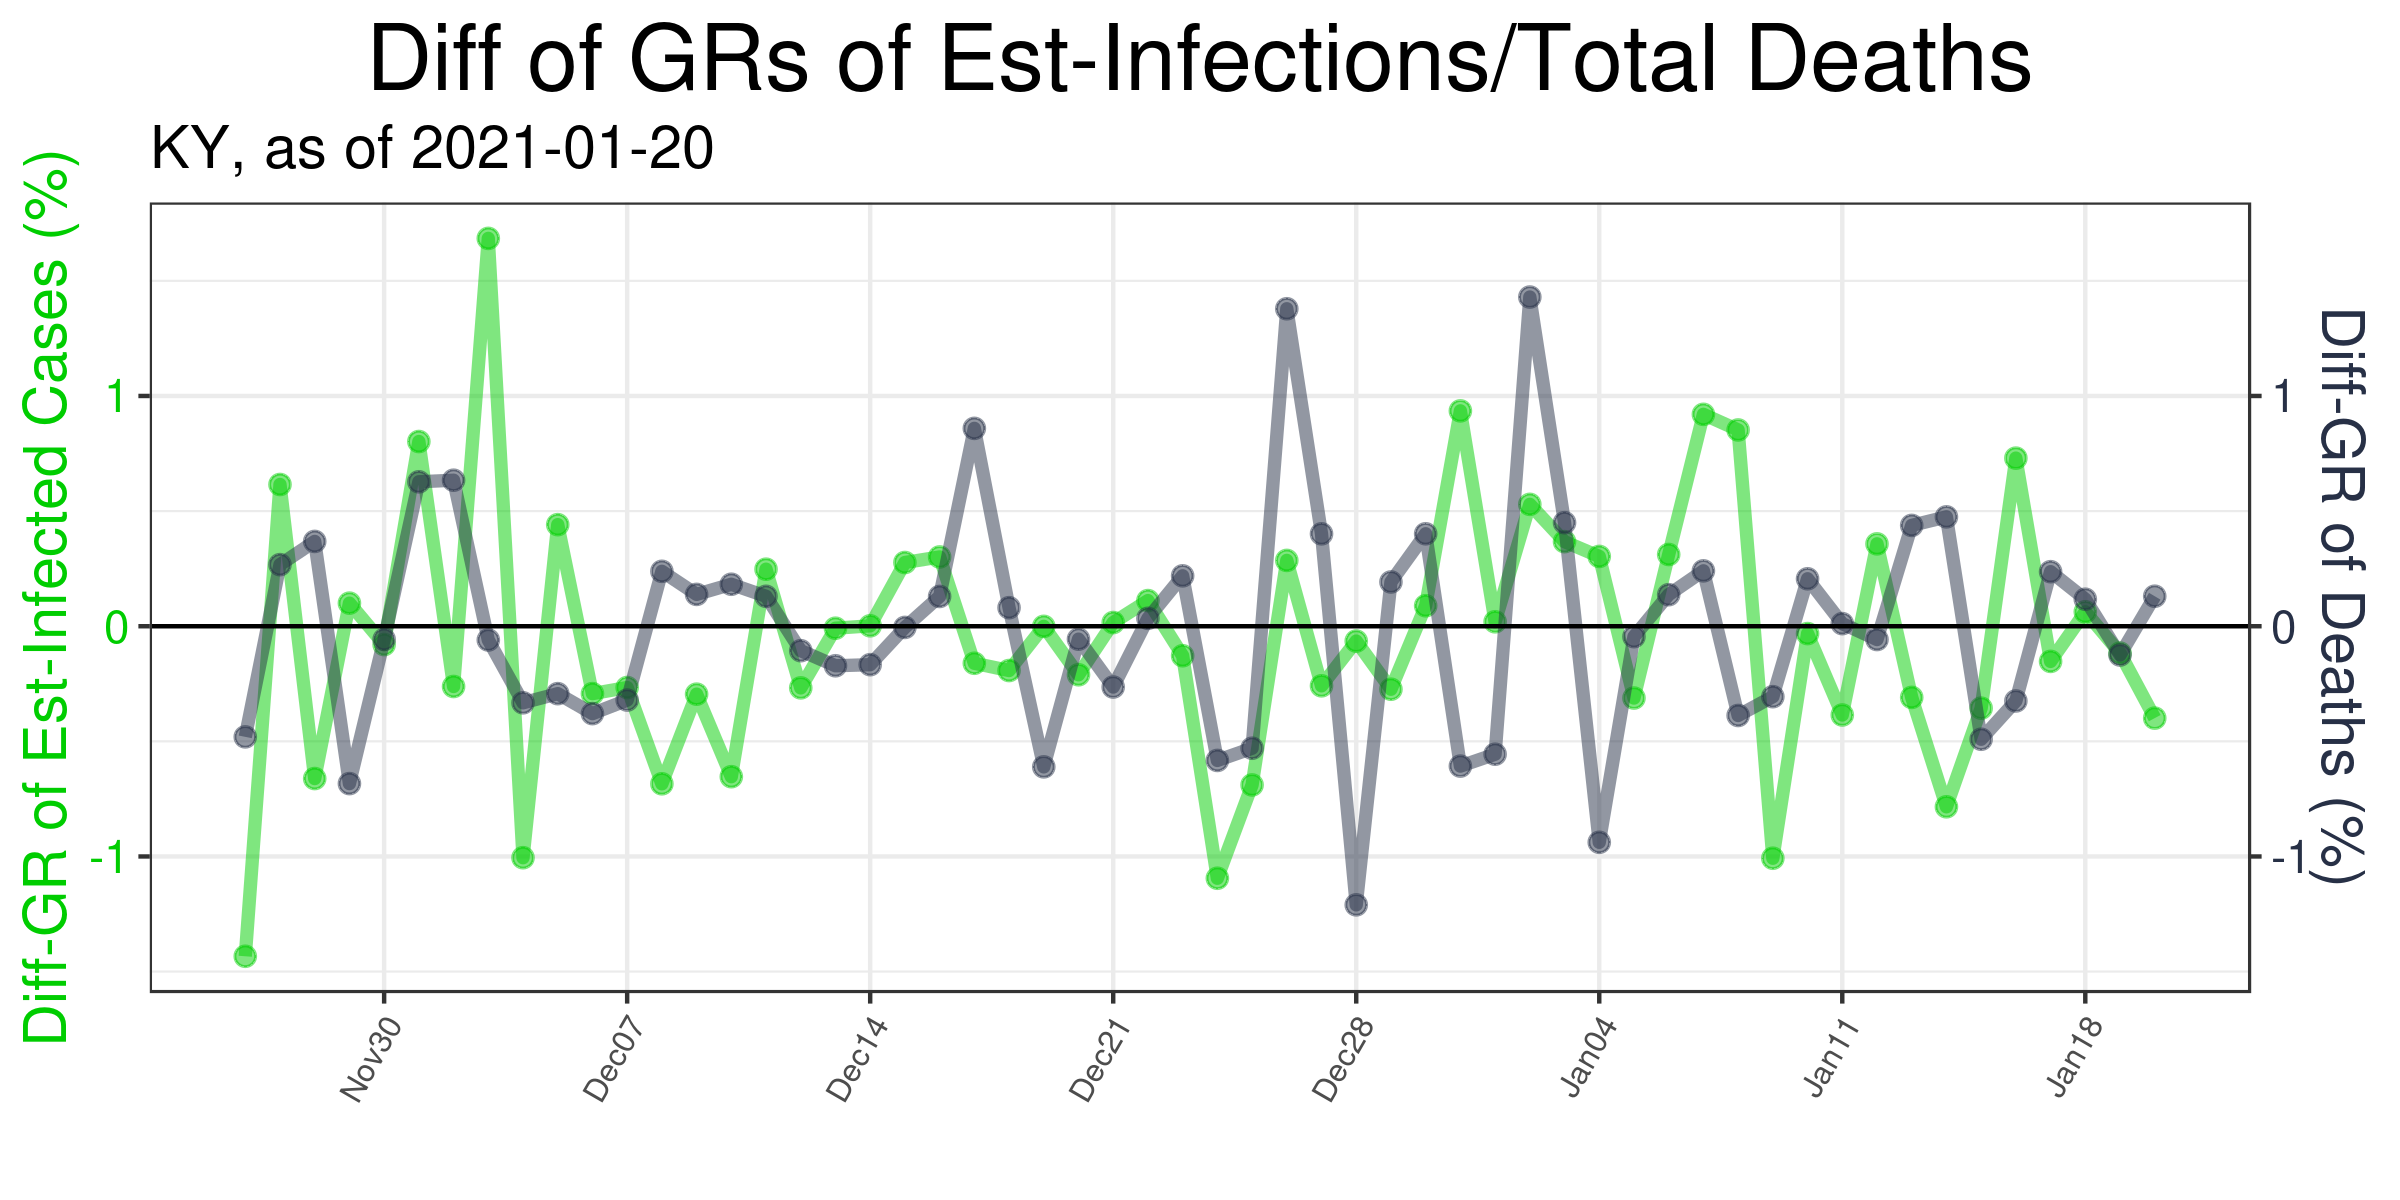 Diff of GRs of Est-Infections/Total Deaths
KY, as of 2021-01-20
Diff-GR of Est-Infected Cases (%)
1
0
-1
1
0
-1
Diff-GR of Deaths (%)
Nov30
Dec07
Dec14
Dec21
Dec28
Jan04
Jan11
Jan18